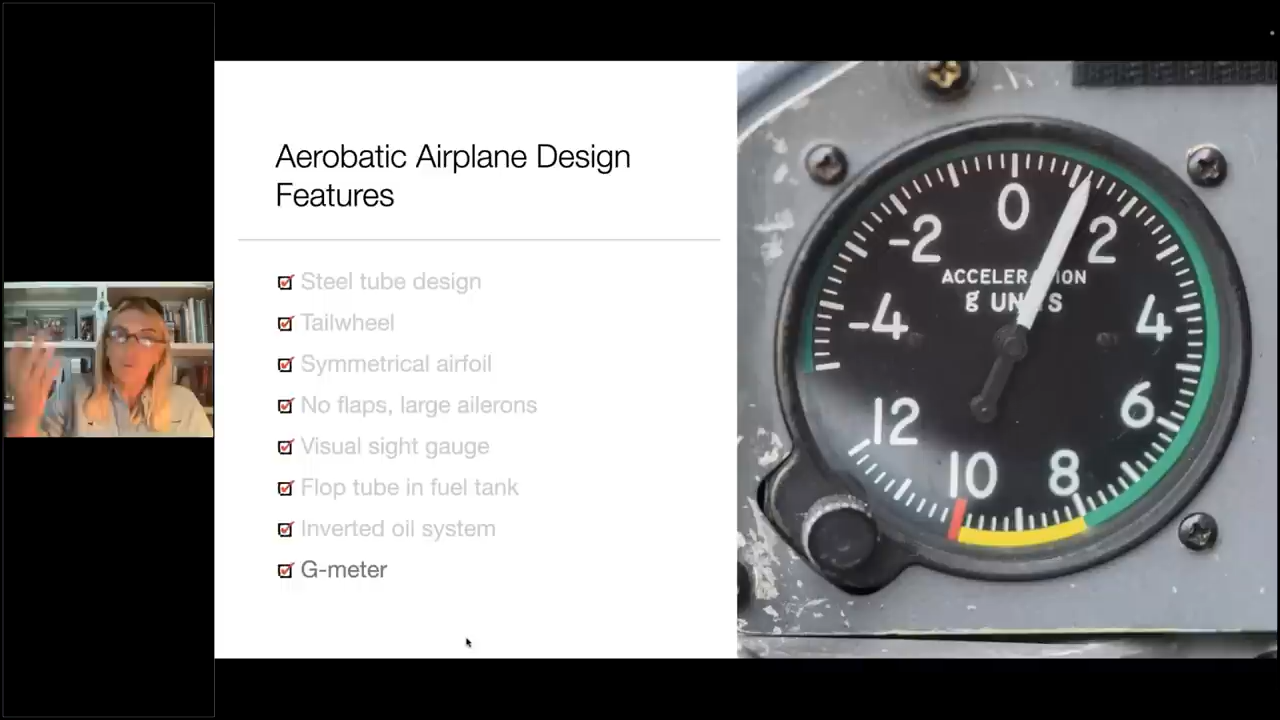 Aerobatic Airplane Design
Features
Steel tube design
Tailwheel
Symmetrical airfoil
No flaps, large ailerons
Visual sight gauge
Flop tube in fuel tank
Inverted oil system
G-meter
0
-2
2
ACCELERATION
g UNITS
-4
4
12
6
10
8